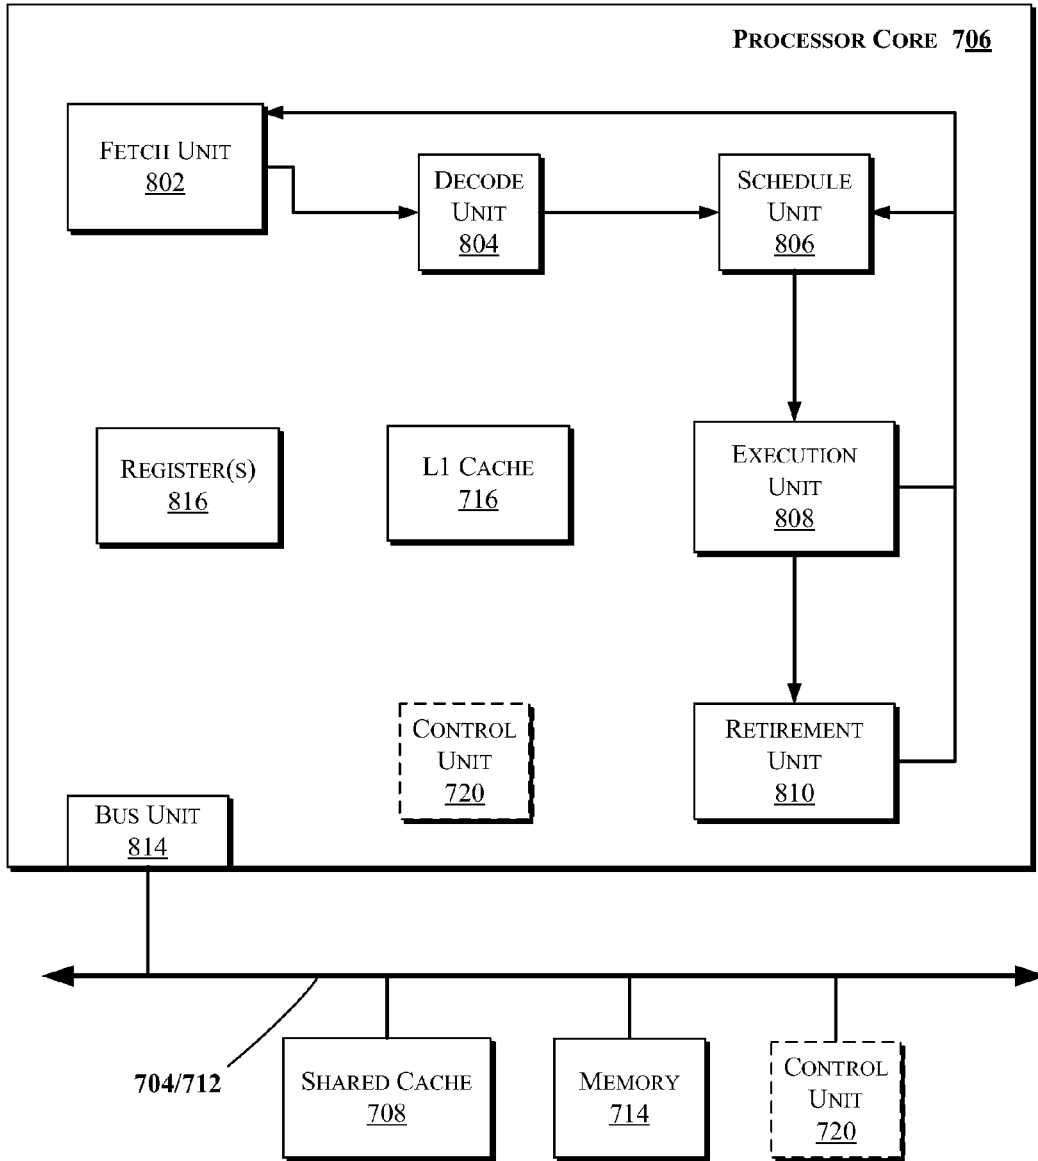 PROCESSOR CORE 706
FETCH UNIT
802
DECODE
UNIT
804
SCHEDULE
UNIT
806
REGISTER(S)
816
L1 CACHE
716
EXECUTION
UNIT
808
CONTROL
UNIT
720
RETIREMENT
UNIT
810
BUS UNIT
814
704/712
SHARED CACHE
708
MEMORY
714
CONTROL
UNIT
720